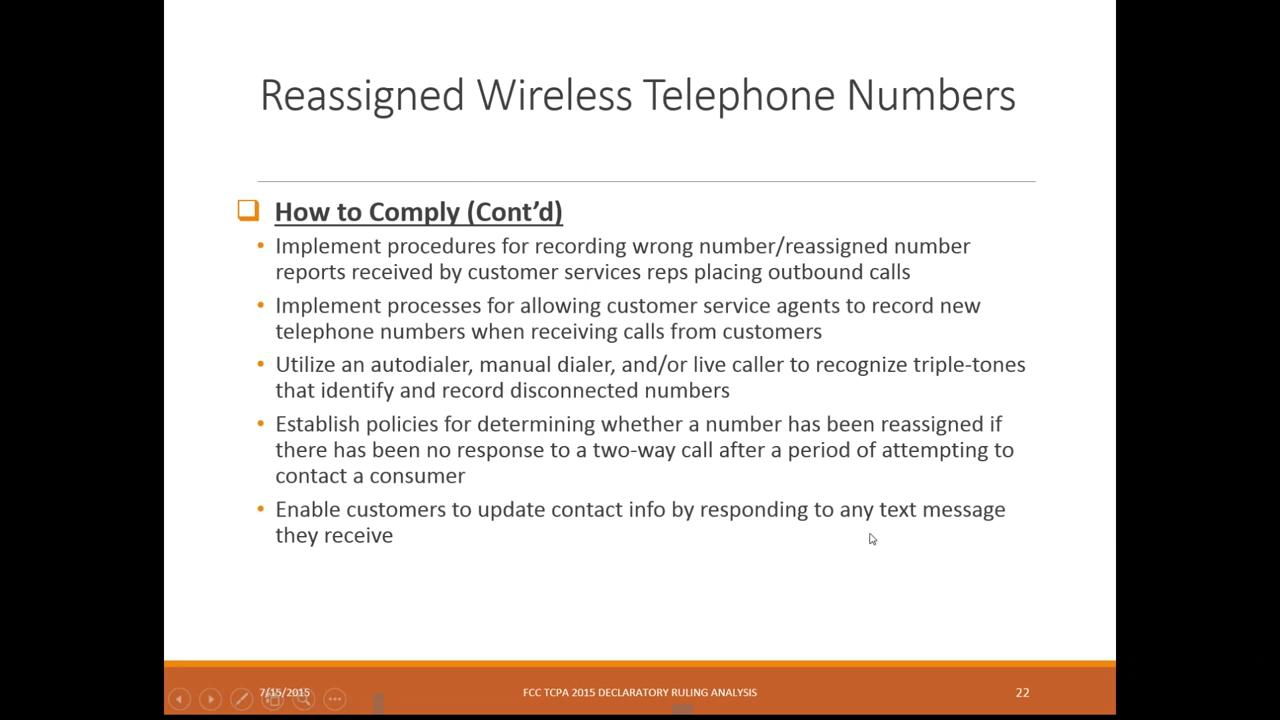 Reassigned Wireless Telephone Numbers
How to Comply (Cont’d)
• Implement procedures for recording wrong number/reassigned number
reports received by customer services reps placing outbound calls
• Implement processes for allowing customer service agents to record new
telephone numbers when receiving calls from customers
• Utilize an autodialer, manual dialer, and/or live caller to recognize triple-tones
that identify and record disconnected numbers
• Establish policies for determining whether a number has been reassigned if
there has been no response to a two-way call after a period of attempting to
contact a consumer
• Enable customers to update contact info by responding to any text message
they receive
7/15/2015
FCC TCPA 2015 DECLARATORY RULING ANALYSIS
22